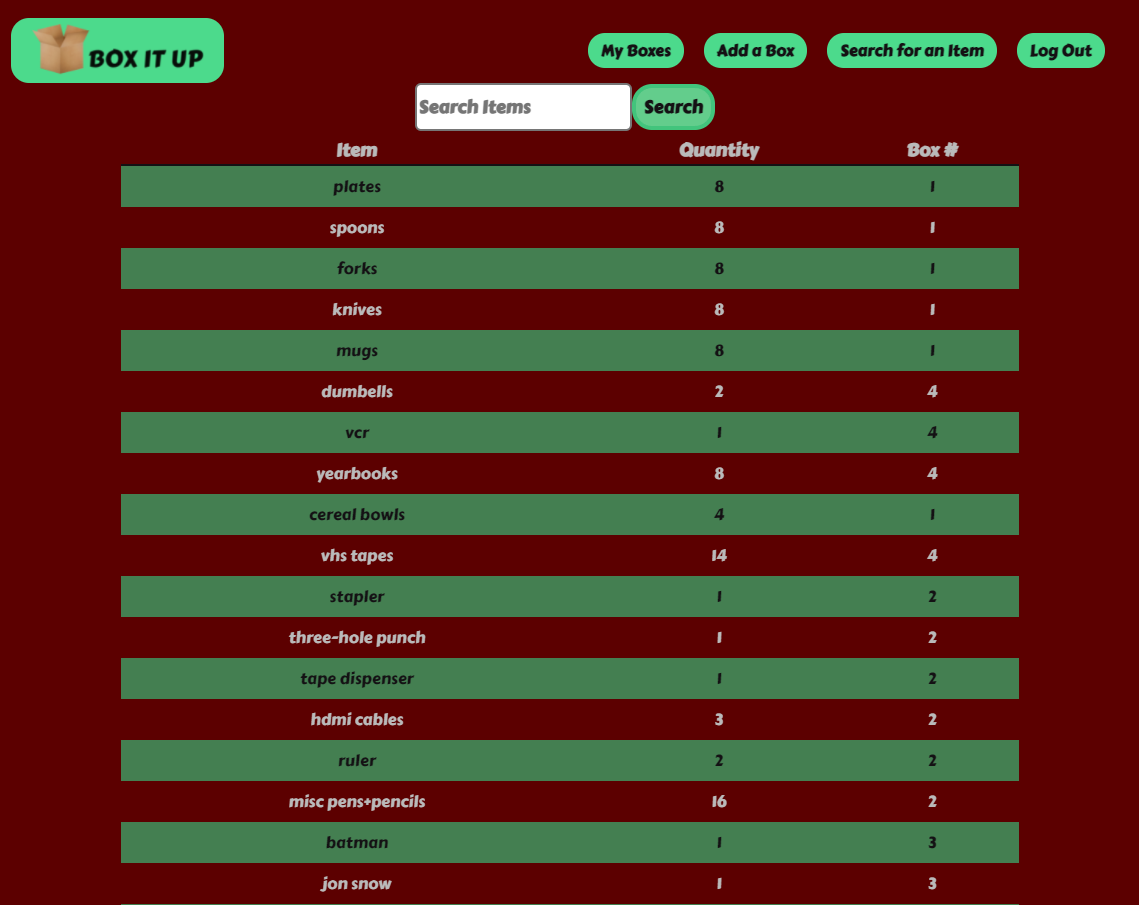 BOX IT UP
My Boxes Add a Box Search for an Item Log Out
Search Items Search
Item Quantity Box #
plates 8 1
spoons 8 1
forks 8 1
knives 8 1
mugs 8 1
dumbells 2 4
vcr 1 4
yearbooks 8 4
cereal bowls 4 1
vhs tapes 14 4
stapler 1 2
three-hole punch 1 2
tape dispenser 1 2
hdmi cables 3 2
ruler 2 2
misc pens+pencils 16 2
batman 1 3
jon snow 1 3